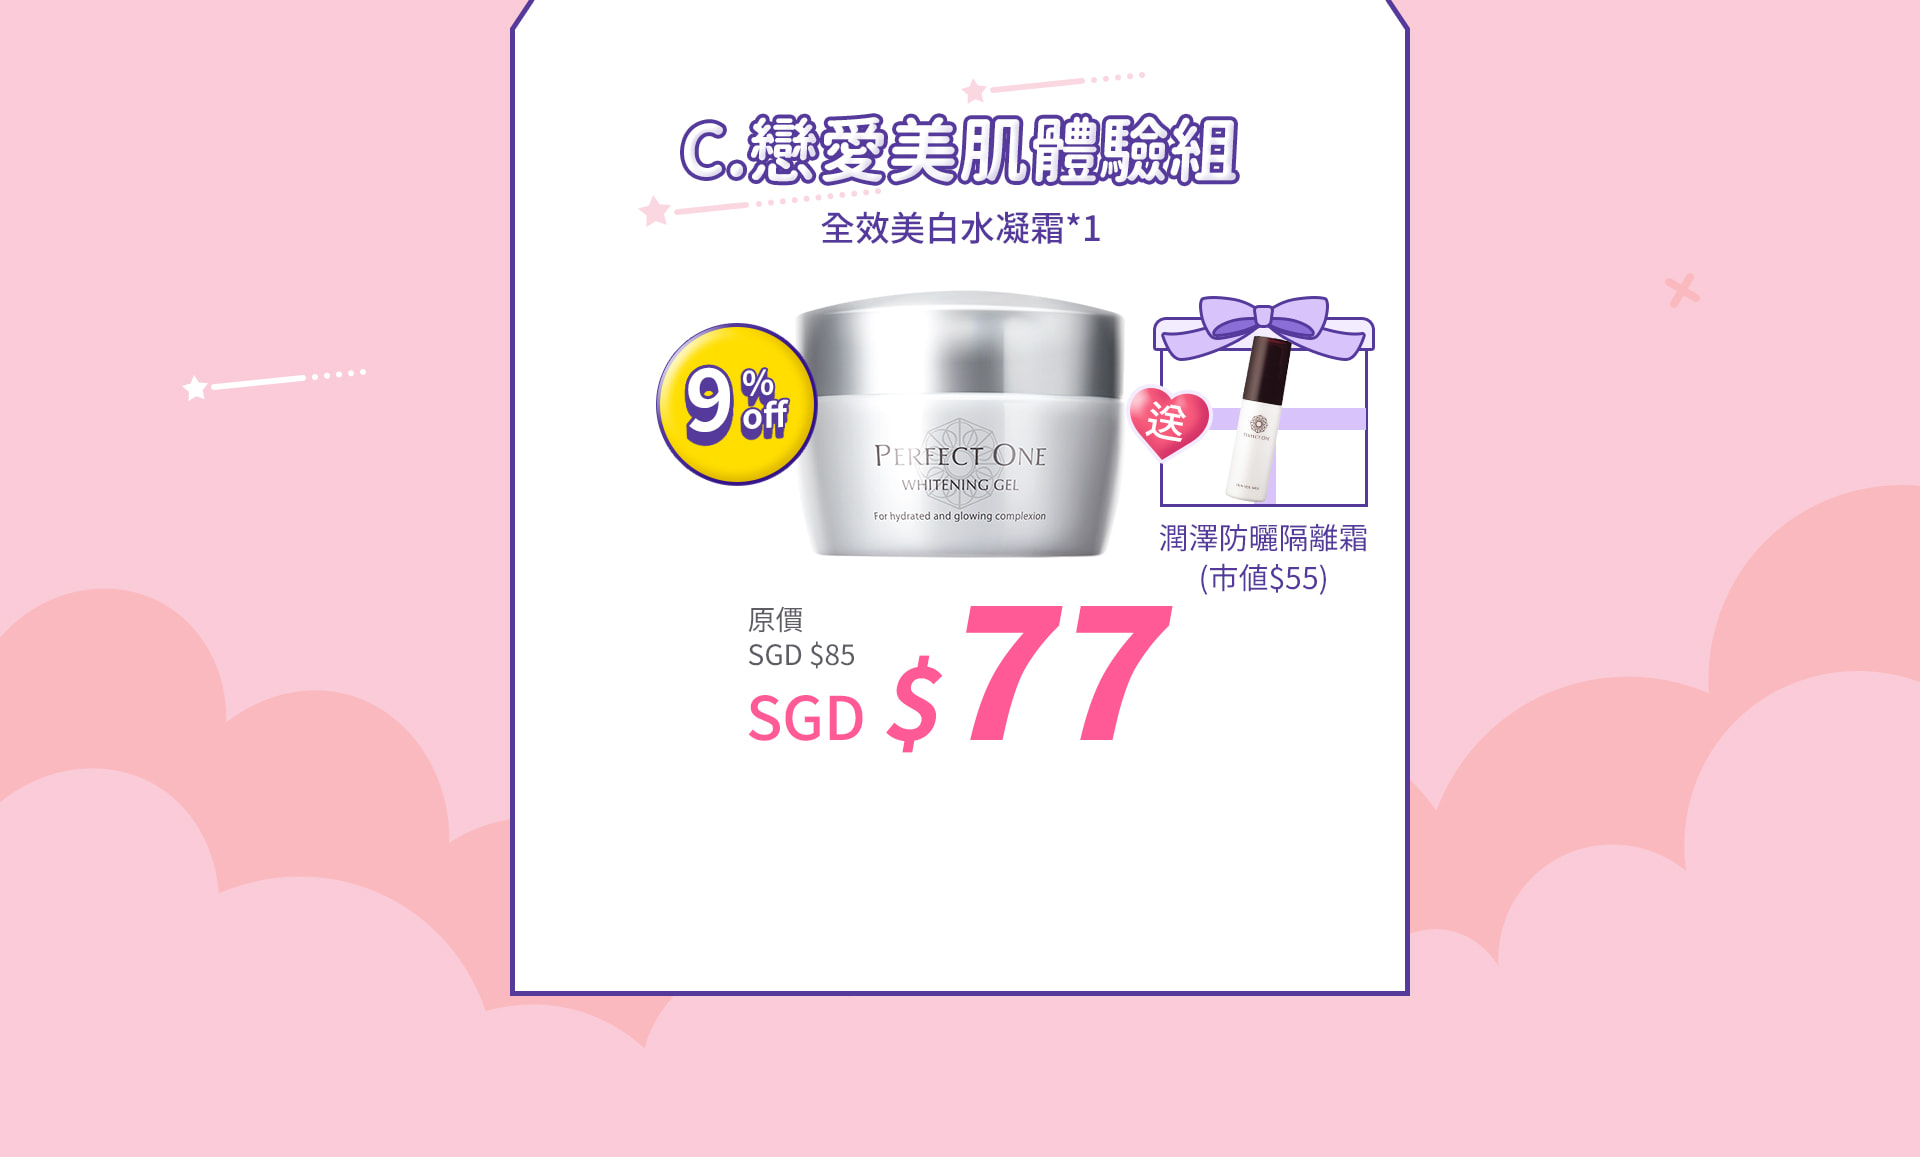 C.戀愛美肌體驗組
全效美白水凝霜*1
9%off
PERFECT ONE
WHITENING GEL
For hydrated and glowing complexion
送
PERFECT ONE
潤澤防曬隔離霜
(市值$55)
原價
SGD $85
SGD $77